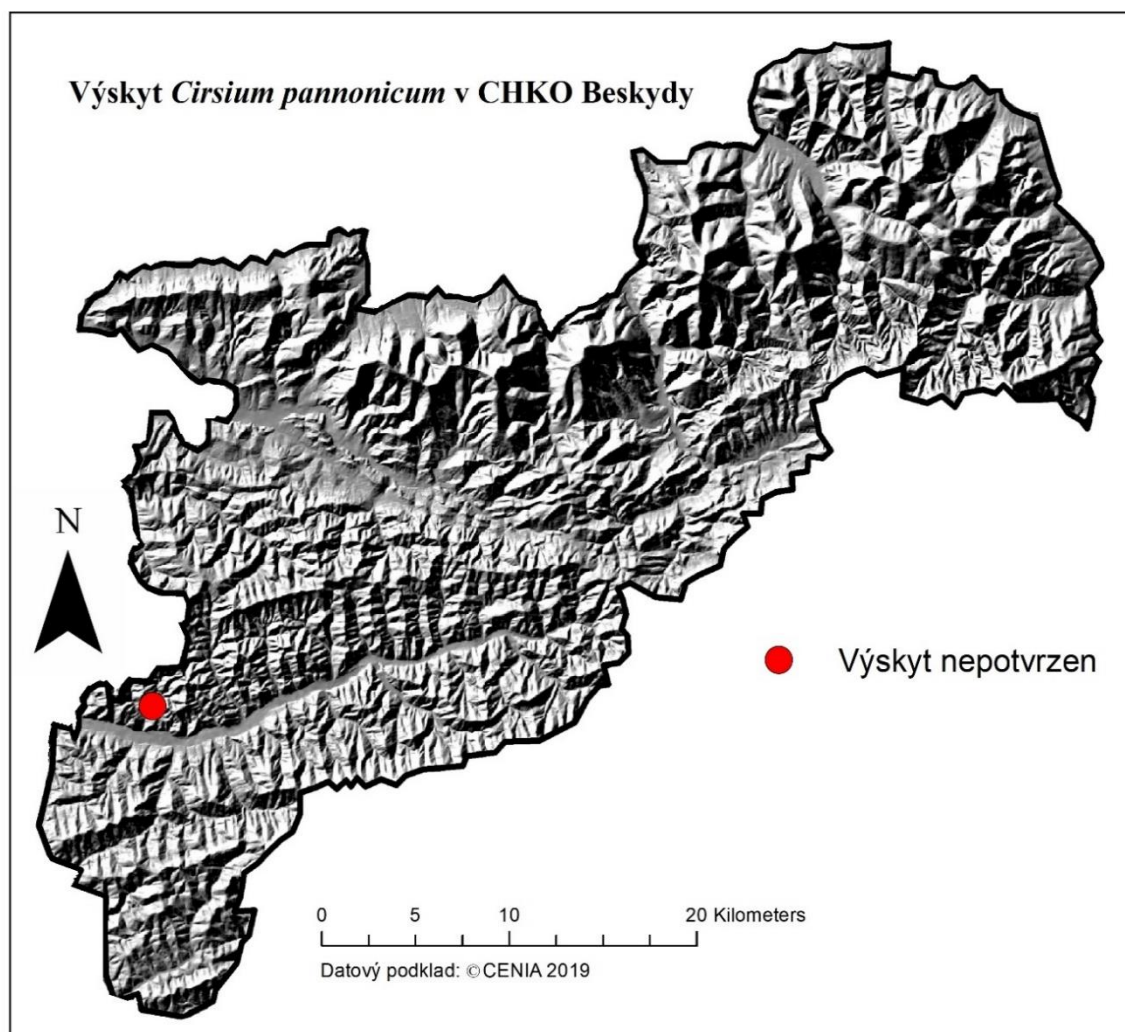 Výskyt Cirsium pannonicum v CHKO Beskydy
N
Výskyt nepotvrzen
0 5 10 20 Kilometers
Datový podklad: ©CENIA 2019